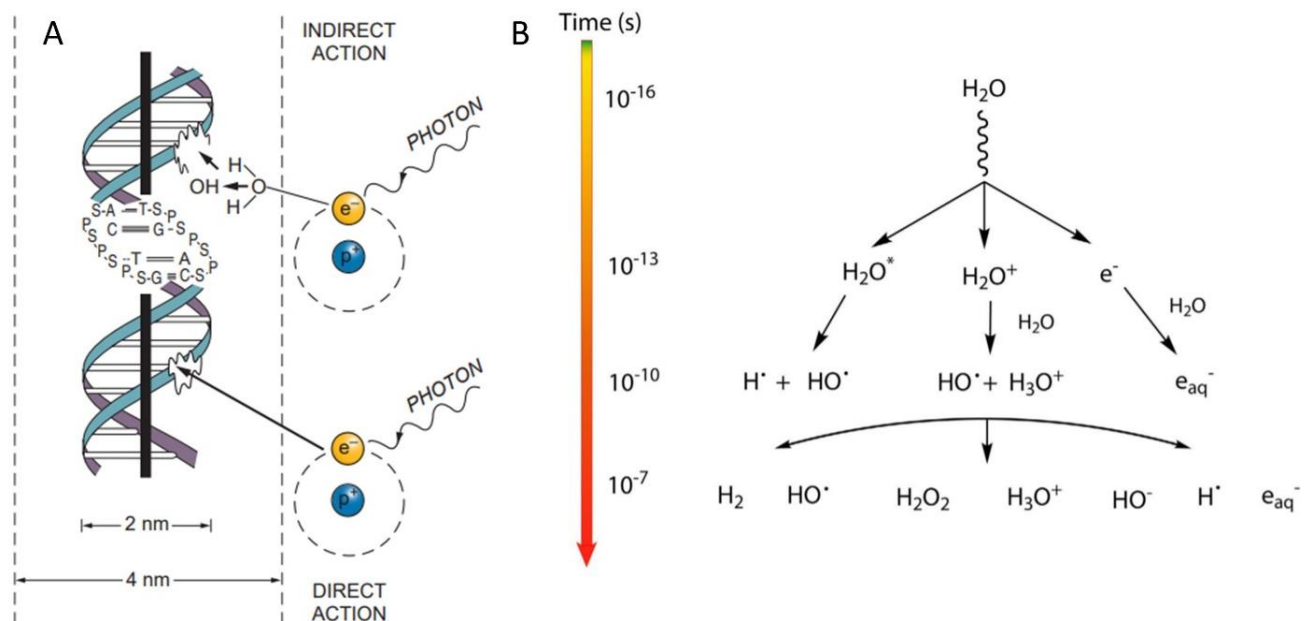 A
INDIRECT
ACTION
PHOTON
H
OH
O
H
e⁻
p⁺
S-A=T-S P
P C≡G-S
S P
P S-T=A S
P S-G≡C-S P
PHOTON
e⁻
p⁺
2 nm
4 nm
DIRECT
ACTION
B
Time (s)
10⁻¹⁶
10⁻¹³
10⁻¹⁰
10⁻⁷
H₂O
H₂O* H₂O⁺ e⁻
H₂O H₂O
H• + HO• HO• + H₃O⁺ eaq⁻
H₂ HO• H₂O₂ H₃O⁺ HO⁻ H• eaq⁻